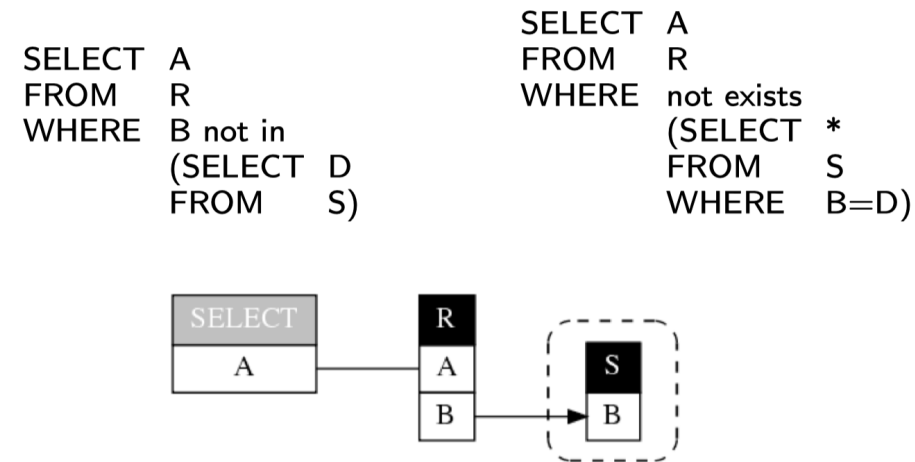 SELECT A
FROM R
WHERE B not in
(SELECT D
FROM S)
SELECT A
FROM R
WHERE not exists
(SELECT *
FROM S
WHERE B=D)
SELECT
A
R
A
B
S
B